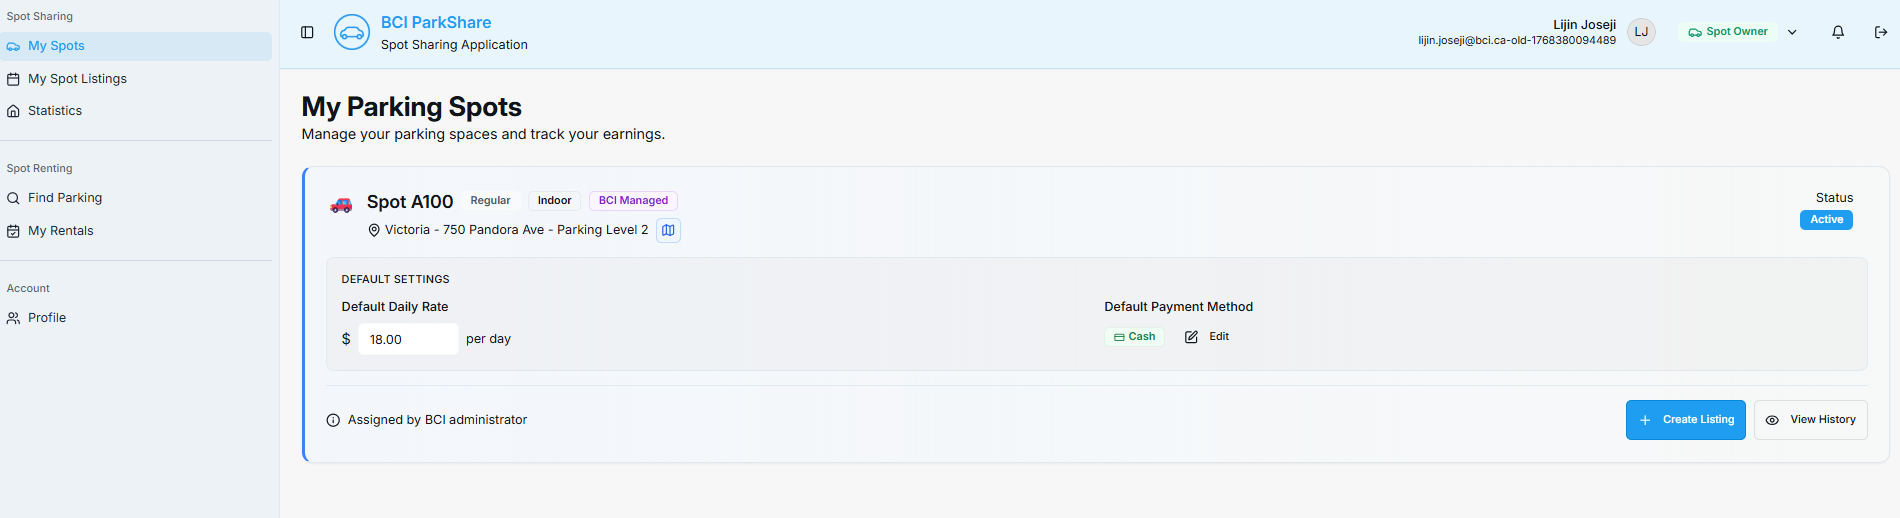 Spot Sharing
My Spots
My Spot Listings
Statistics
Spot Renting
Find Parking
My Rentals
Account
Profile
BCI ParkShare
Spot Sharing Application
Lijin Joseji
lijin.joseji@bci.ca-old-1768380094489
LJ
Spot Owner
My Parking Spots
Manage your parking spaces and track your earnings.
Spot A100 Regular Indoor BCI Managed
Victoria - 750 Pandora Ave - Parking Level 2
Status
Active
DEFAULT SETTINGS
Default Daily Rate
$ 18.00 per day
Default Payment Method
Cash Edit
Assigned by BCI administrator
Create Listing
View History